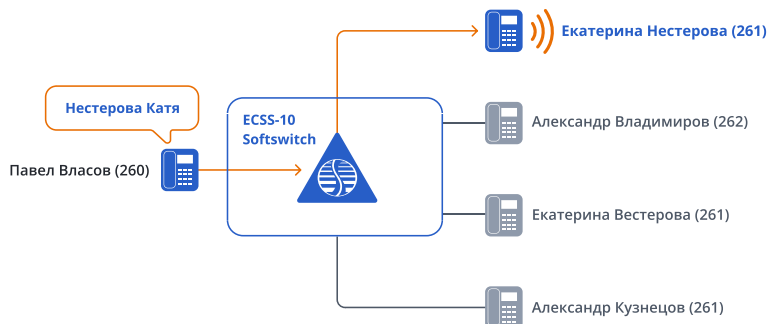 Екатерина Нестерова (261)
Нестерова Катя
ECSS-10
Softswitch
Александр Владимиров (262)
Павел Власов (260)
Екатерина Вестерова (261)
Александр Кузнецов (261)